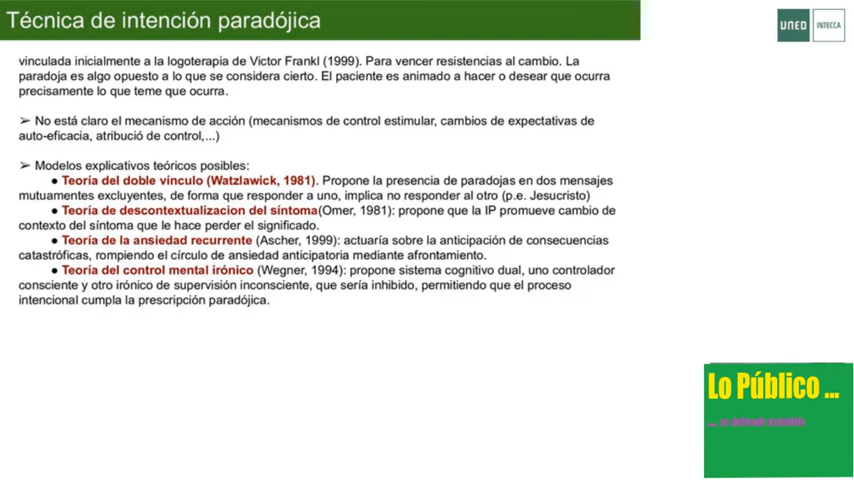 Técnica de intención paradójica
UNED
INTECCA
vinculada inicialmente a la logoterapia de Victor Frankl (1999). Para vencer resistencias al cambio. La
paradoja es algo opuesto a lo que se considera cierto. El paciente es animado a hacer o desear que ocurra
precisamente lo que teme que ocurra.
➢ No está claro el mecanismo de acción (mecanismos de control estimular, cambios de expectativas de
auto-eficacia, atribució de control,...)
➢ Modelos explicativos teóricos posibles:
● Teoría del doble vínculo (Watzlawick, 1981). Propone la presencia de paradojas en dos mensajes
mutuamentes excluyentes, de forma que responder a uno, implica no responder al otro (p.e. Jesucristo)
● Teoría de descontextualizacion del síntoma(Omer, 1981): propone que la IP promueve cambio de
contexto del síntoma que le hace perder el significado.
● Teoría de la ansiedad recurrente (Ascher, 1999): actuaría sobre la anticipación de consecuencias
catastróficas, rompiendo el círculo de ansiedad anticipatoria mediante afrontamiento.
● Teoría del control mental irónico (Wegner, 1994): propone sistema cognitivo dual, uno controlador
consciente y otro irónico de supervisión inconsciente, que sería inhibido, permitiendo que el proceso
intencional cumpla la prescripción paradójica.
Lo Público ...